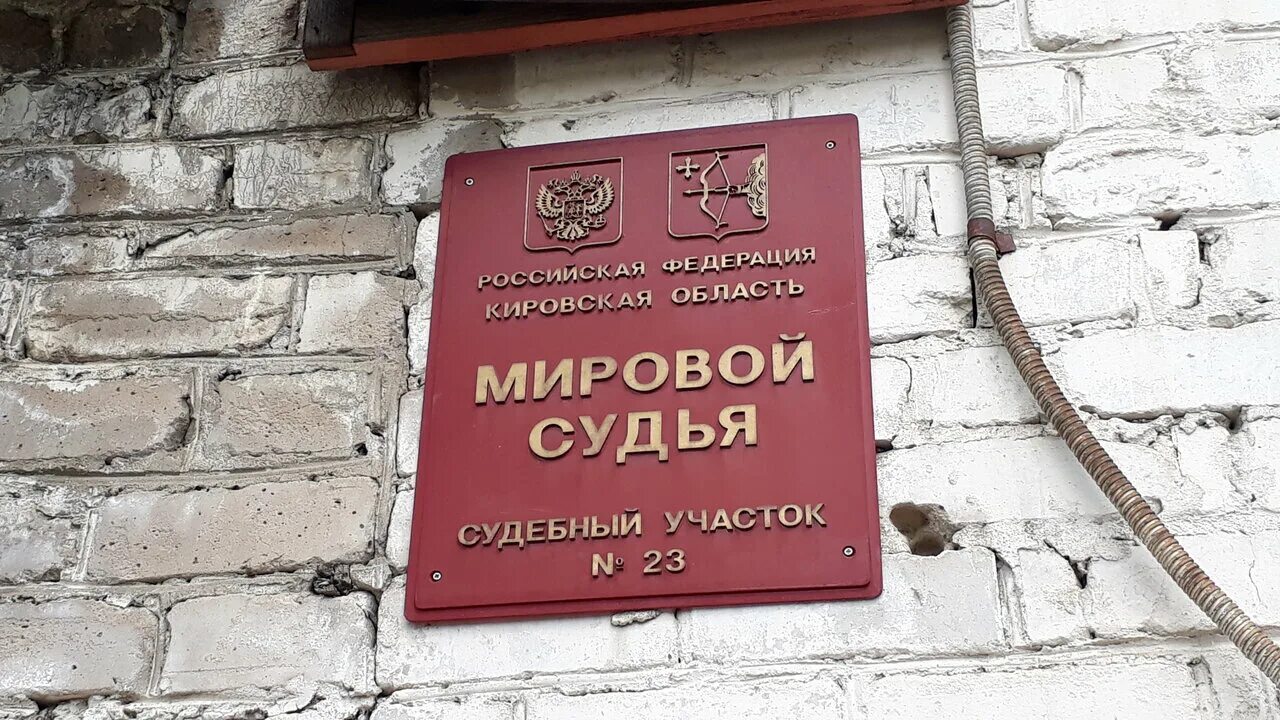 РОССИЙСКАЯ ФЕДЕРАЦИЯ
КИРОВСКАЯ ОБЛАСТЬ
МИРОВОЙ
СУДЬЯ
СУДЕБНЫЙ УЧАСТОК
№ 23